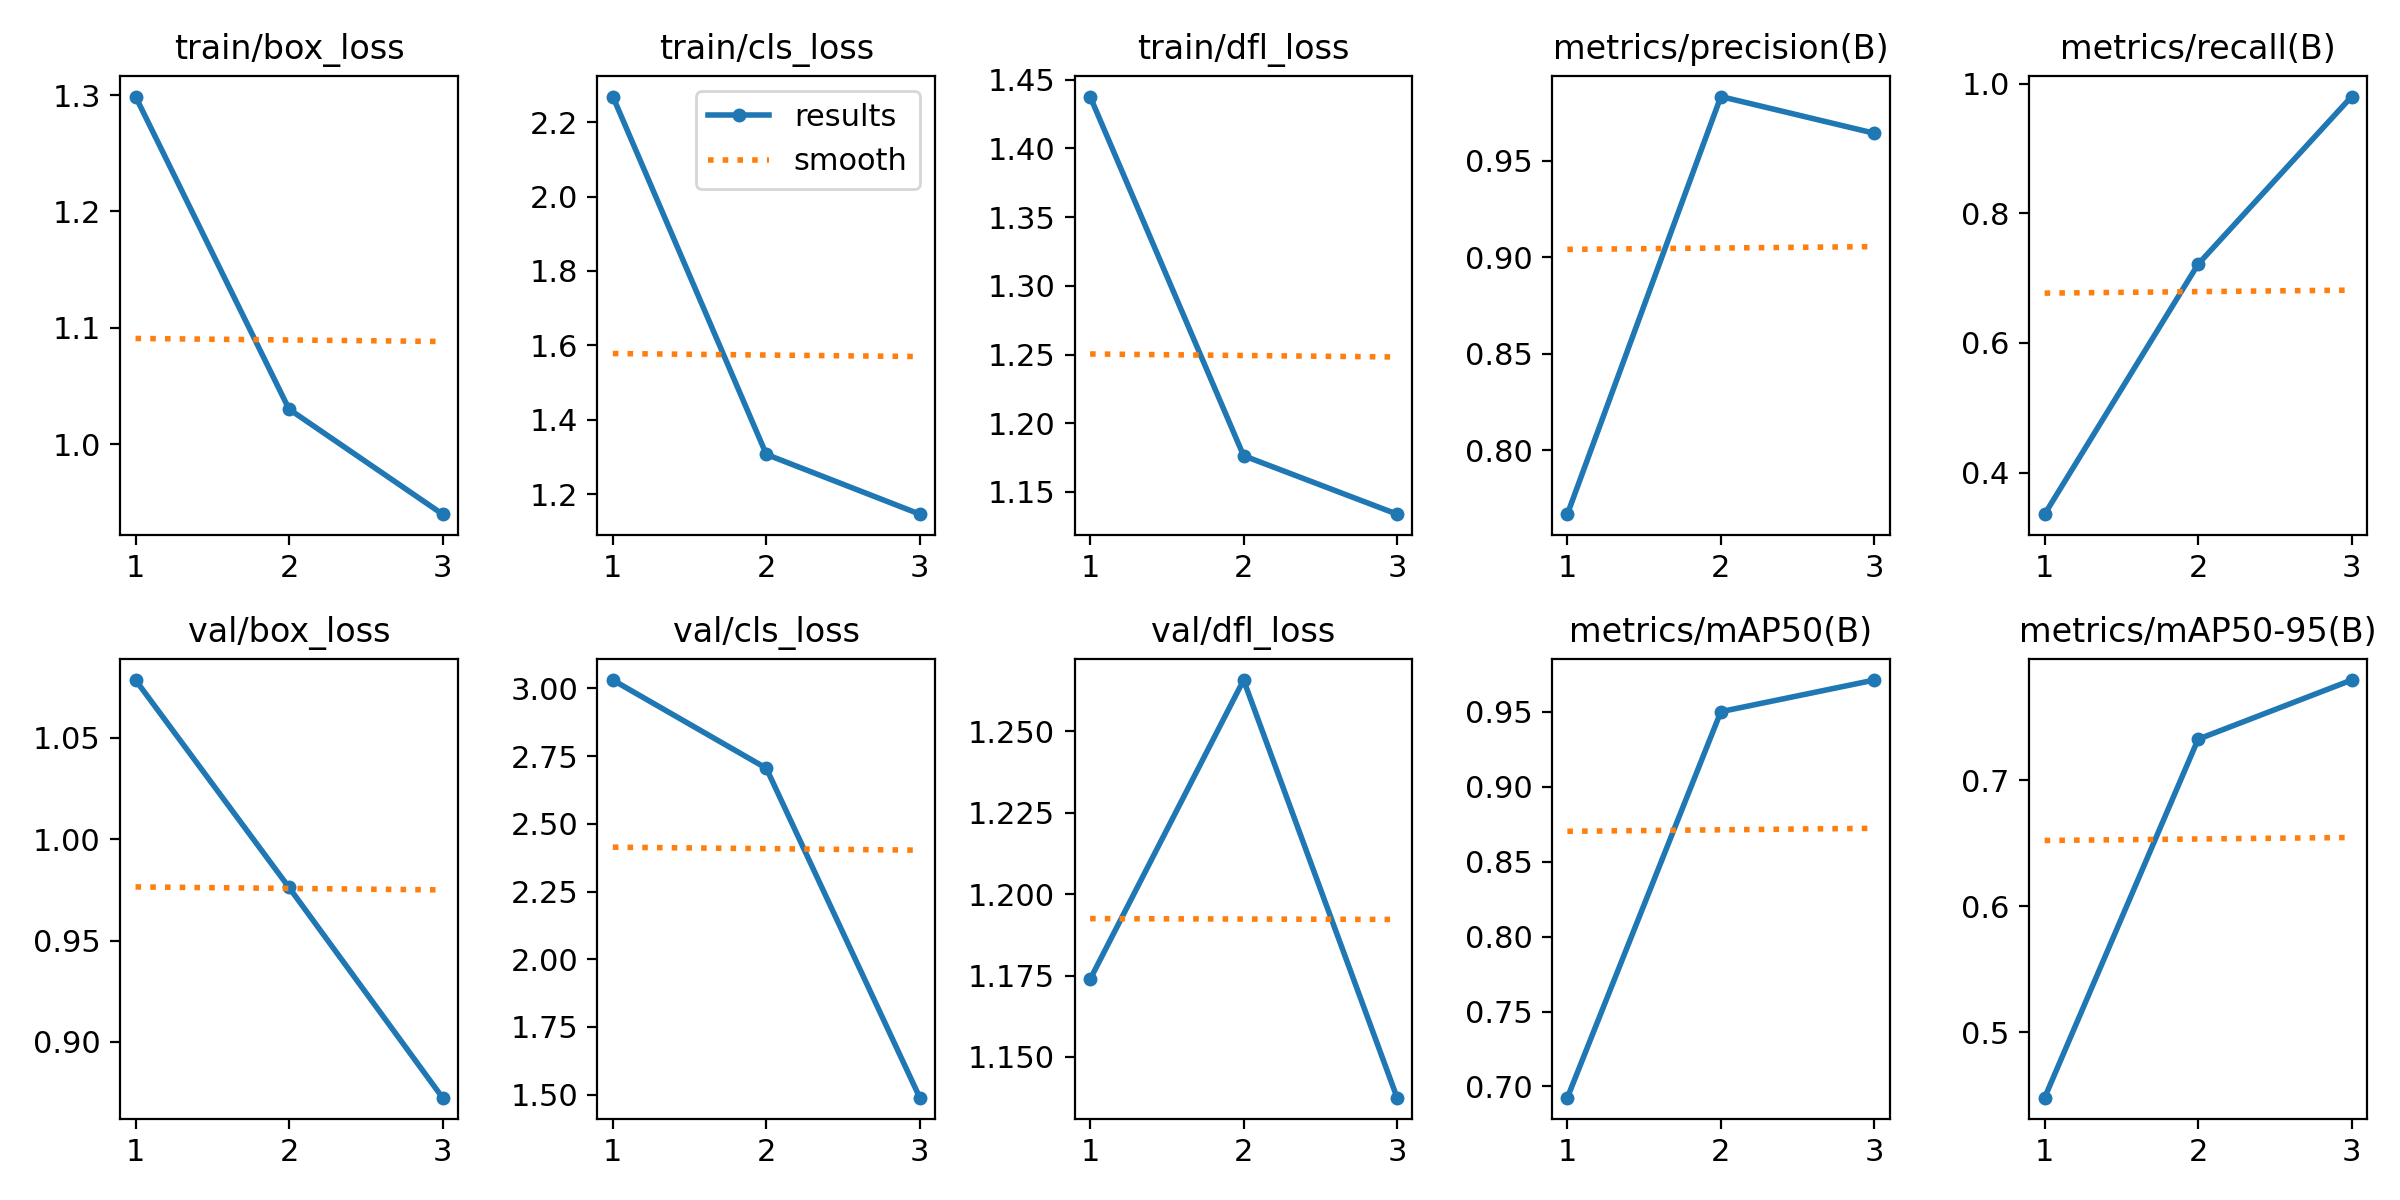 train/box_loss
1.3
1.2
1.1
1.0
1 2 3
train/cls_loss
results
smooth
2.2
2.0
1.8
1.6
1.4
1.2
1 2 3
train/dfl_loss
1.45
1.40
1.35
1.30
1.25
1.20
1.15
1 2 3
metrics/precision(B)
0.95
0.90
0.85
0.80
1 2 3
metrics/recall(B)
1.0
0.8
0.6
0.4
1 2 3
val/box_loss
1.05
1.00
0.95
0.90
1 2 3
val/cls_loss
3.00
2.75
2.50
2.25
2.00
1.75
1.50
1 2 3
val/dfl_loss
1.250
1.225
1.200
1.175
1.150
1 2 3
metrics/mAP50(B)
0.95
0.90
0.85
0.80
0.75
0.70
1 2 3
metrics/mAP50-95(B)
0.7
0.6
0.5
1 2 3